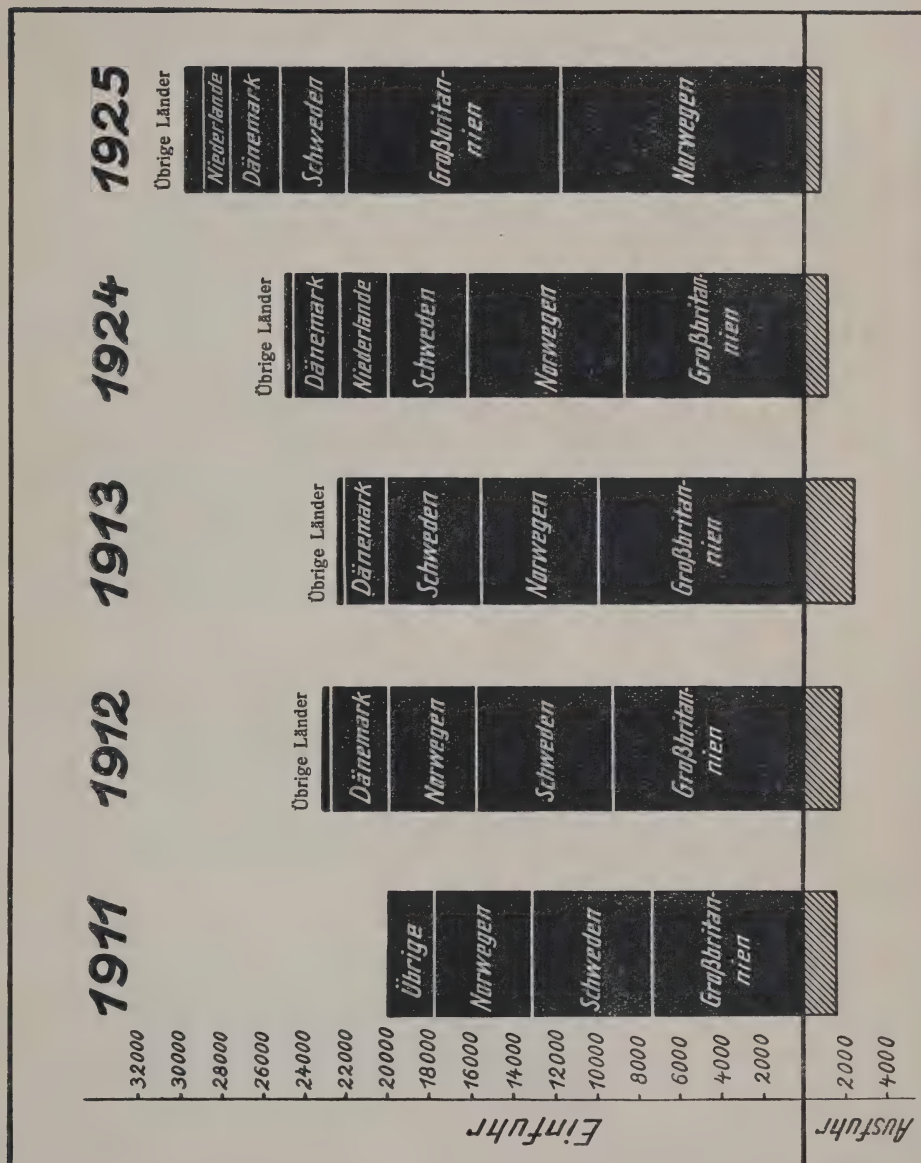 1911
1912
1913
1924
1925
32000
30000
28000
26000
24000
22000
20000
18000
16000
14000
12000
10000
8000
6000
4000
2000
2000
4000
Einfuhr
Ausfuhr
Übrige
Norwegen
Schweden
Großbritan-
nien
Übrige Länder
Dänemark
Norwegen
Schweden
Großbritan-
nien
Übrige Länder
Dänemark
Schweden
Norwegen
Großbritan-
nien
Übrige Länder
Dänemark
Niederlande
Schweden
Norwegen
Großbritan-
nien
Übrige Länder
Niederlande
Dänemark
Schweden
Großbritan-
nien
Norwegen